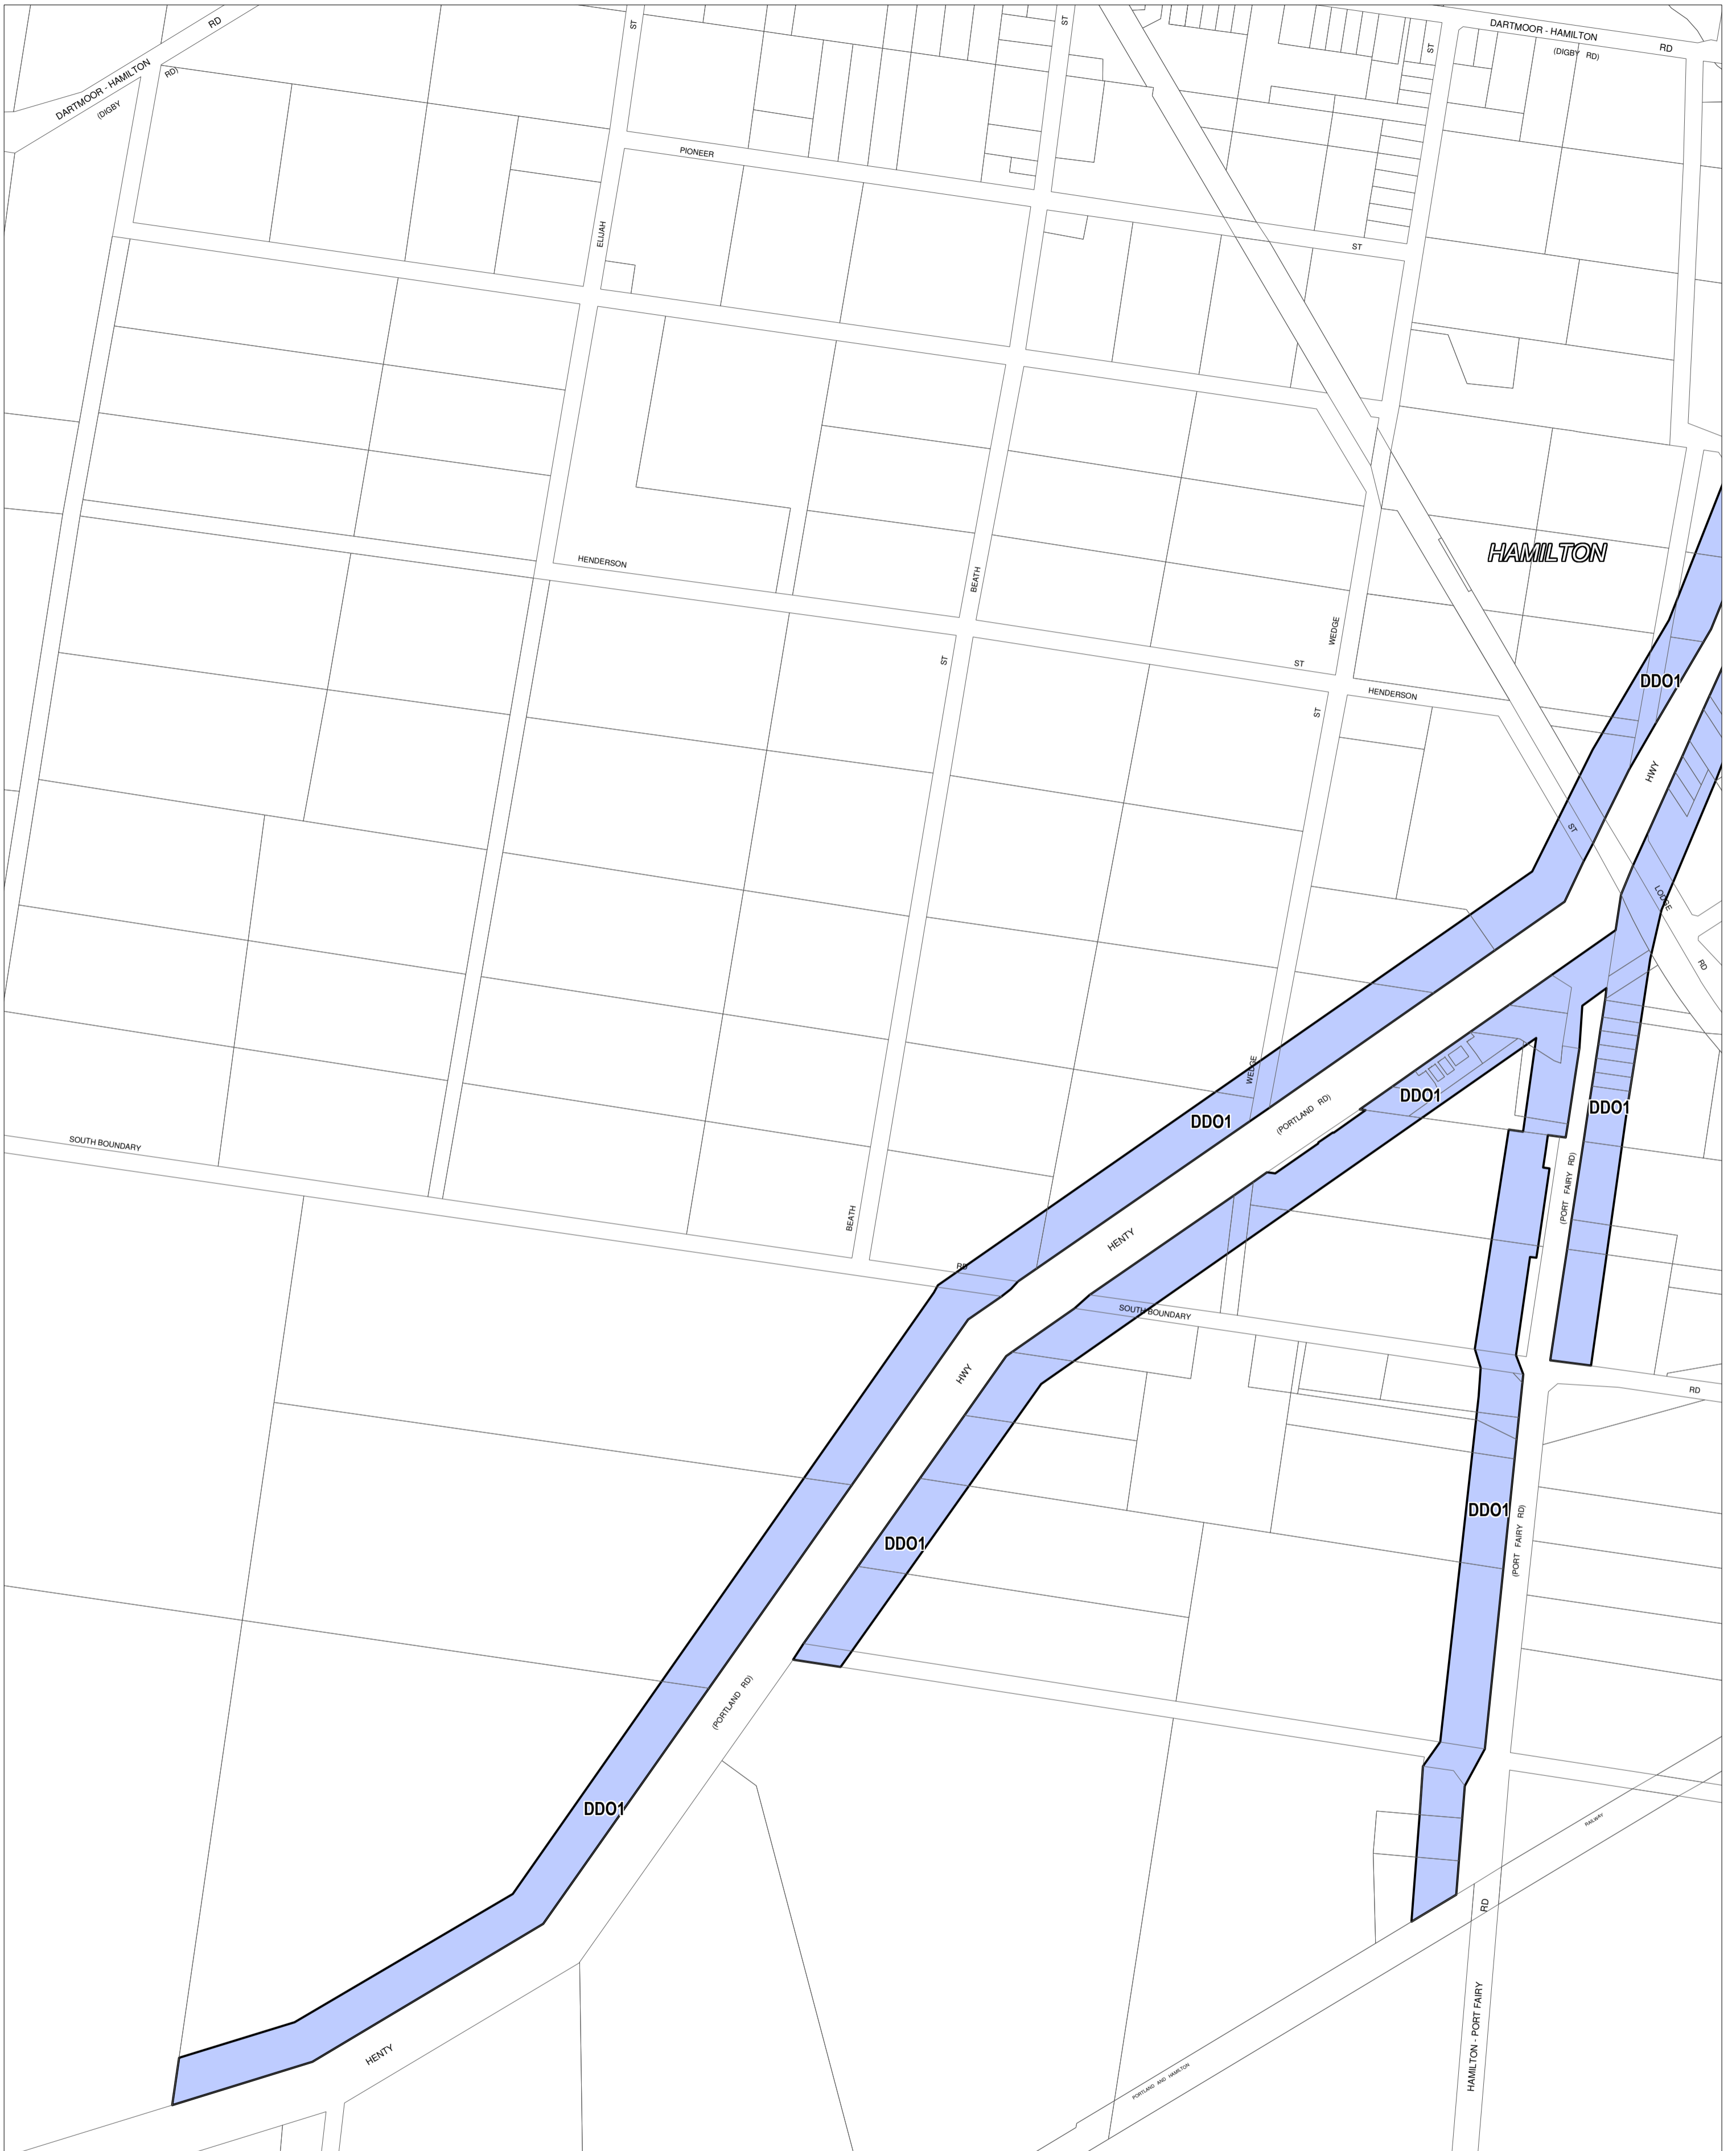 RD
ST
ST
ST
DARTMOOR - HAMILTON
RD
(DIGBY RD)
DARTMOOR - HAMILTON
(DIGBY
RD)
PIONEER
ELIJAH
ST
HAMILTON
HENDERSON
BEATH
WEDGE
ST
ST
HENDERSON
ST
DDO1
HWY
ST
LODGE
RD
WEDGE
DDO1
(PORTLAND RD)
DDO1
DDO1
SOUTH BOUNDARY
(PORT FAIRY RD)
BEATH
HENTY
RD
SOUTH BOUNDARY
HWY
RD
DDO1
DDO1
(PORT FAIRY RD)
(PORTLAND RD)
DDO1
RAILWAY
RD
HENTY
HAMILTON - PORT FAIRY
PORTLAND AND HAMILTON